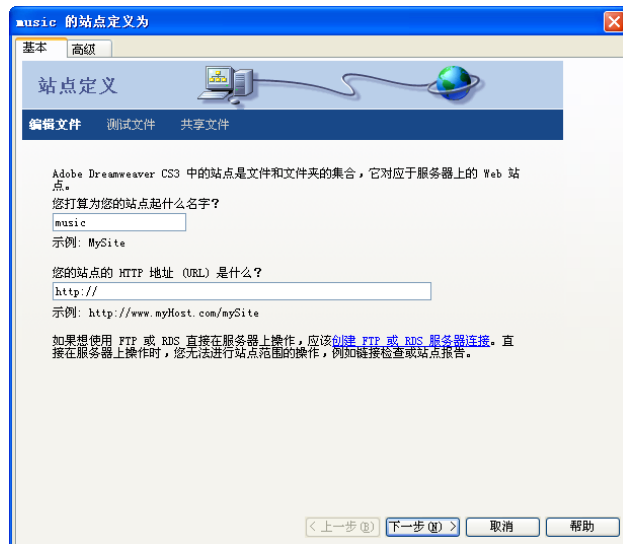 music 的站点定义为
基本 高级
站点定义
编辑文件 测试文件 共享文件
Adobe Dreamweaver CS3 中的站点是文件和文件夹的集合，它对应于服务器上的 Web 站
点。
您打算为您的站点起什么名字？
music
示例: MySite
您的站点的 HTTP 地址 (URL) 是什么？
http://
示例: http://www.myHost.com/mySite
如果想使用 FTP 或 RDS 直接在服务器上操作，应该创建 FTP 或 RDS 服务器连接。直
接在服务器上操作时，您无法进行站点范围的操作，例如链接检查或站点报告。
< 上一步(B) 下一步(N) > 取消 帮助